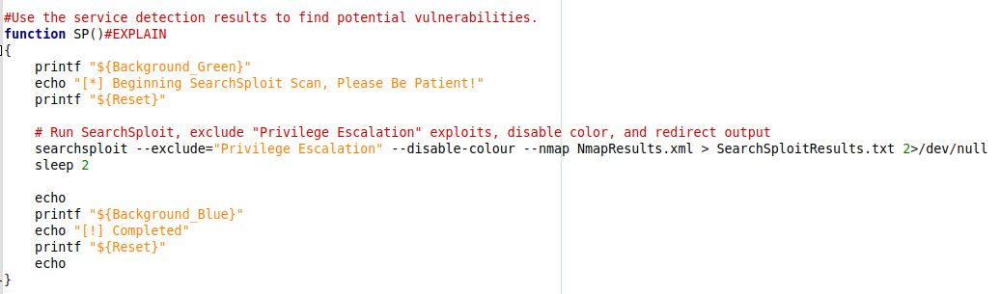 #Use the service detection results to find potential vulnerabilities.
function SP()#EXPLAIN
{
    printf "${Background_Green}"
    echo "[*] Beginning SearchSploit Scan, Please Be Patient!"
    printf "${Reset}"

    # Run SearchSploit, exclude "Privilege Escalation" exploits, disable color, and redirect output
    searchsploit --exclude="Privilege Escalation" --disable-colour --nmap NmapResults.xml > SearchSploitResults.txt 2>/dev/null
    sleep 2

    echo
    printf "${Background_Blue}"
    echo "[!] Completed"
    printf "${Reset}"
    echo
}